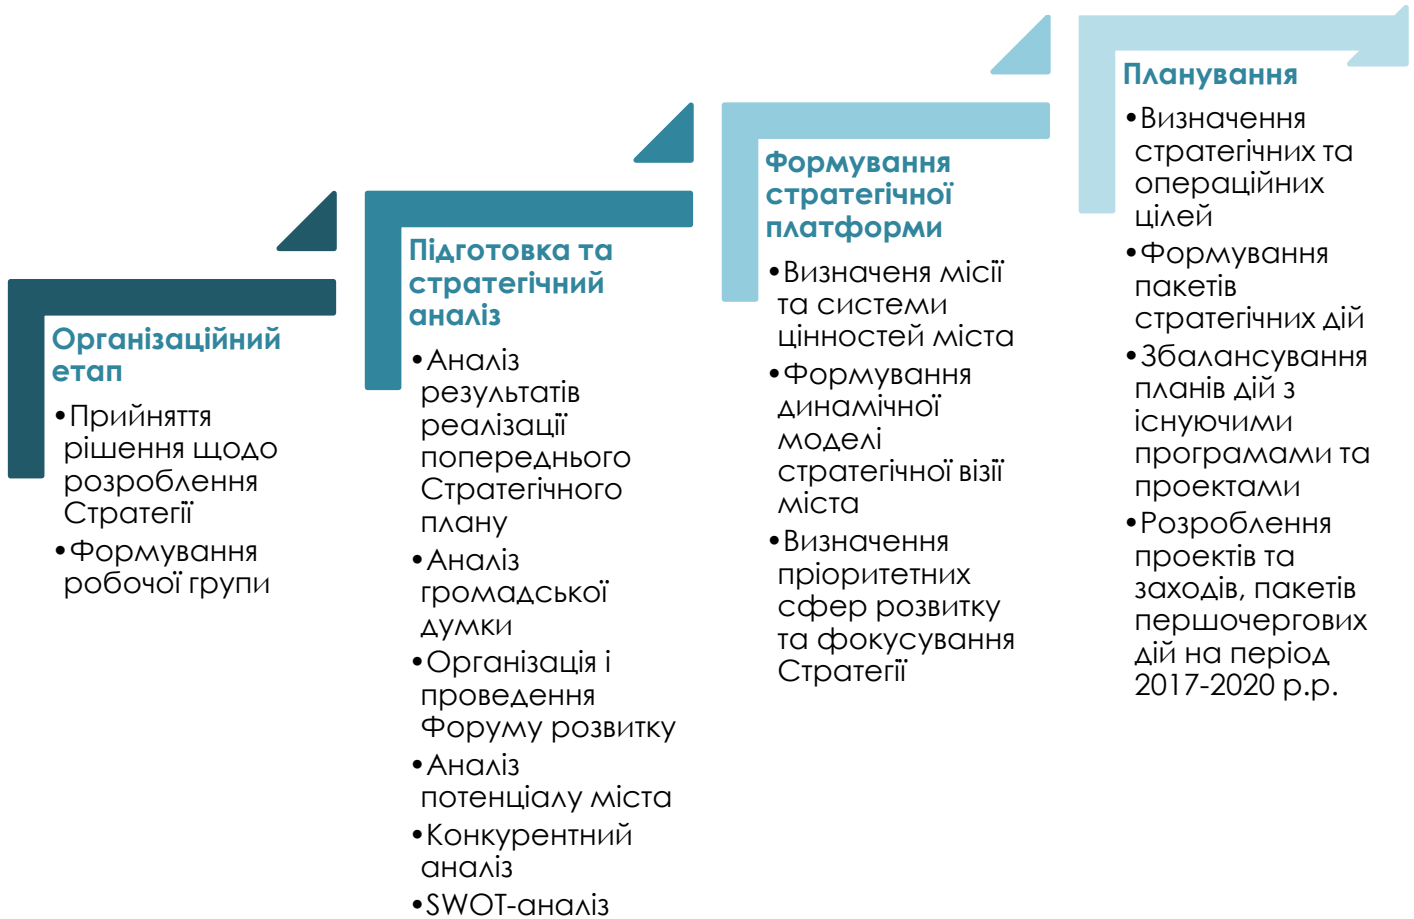 Організаційний
етап
•Прийняття
рішення щодо
розроблення
Стратегії
•Формування
робочої групи
Підготовка та
стратегічний
аналіз
•Аналіз
результатів
реалізації
попереднього
Стратегічного
плану
•Аналіз
громадської
думки
•Організація і
проведення
Форуму розвитку
•Аналіз
потенціалу міста
•Конкурентний
аналіз
•SWOT-аналіз
Формування
стратегічної
платформи
•Визначеня місії
та системи
цінностей міста
•Формування
динамічної
моделі
стратегічної візії
міста
•Визначення
пріоритетних
сфер розвитку
та фокусування
Стратегії
Планування
•Визначення
стратегічних та
операційних
цілей
•Формування
пакетів
стратегічних дій
•Збалансування
планів дій з
існуючими
програмами та
проектами
•Розроблення
проектів та
заходів, пакетів
першочергових
дій на період
2017-2020 р.р.